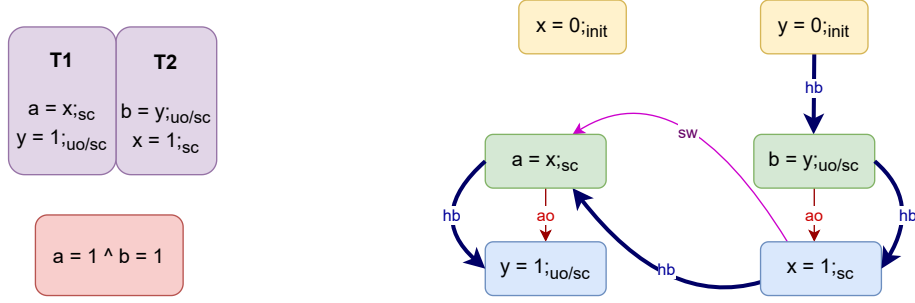 T1
a = x;sc
y = 1;uo/sc
T2
b = y;uo/sc
x = 1;sc
a = 1 ^ b = 1
x = 0;init
y = 0;init
hb
sw
a = x;sc
b = y;uo/sc
hb
ao
ao
hb
hb
y = 1;uo/sc
x = 1;sc